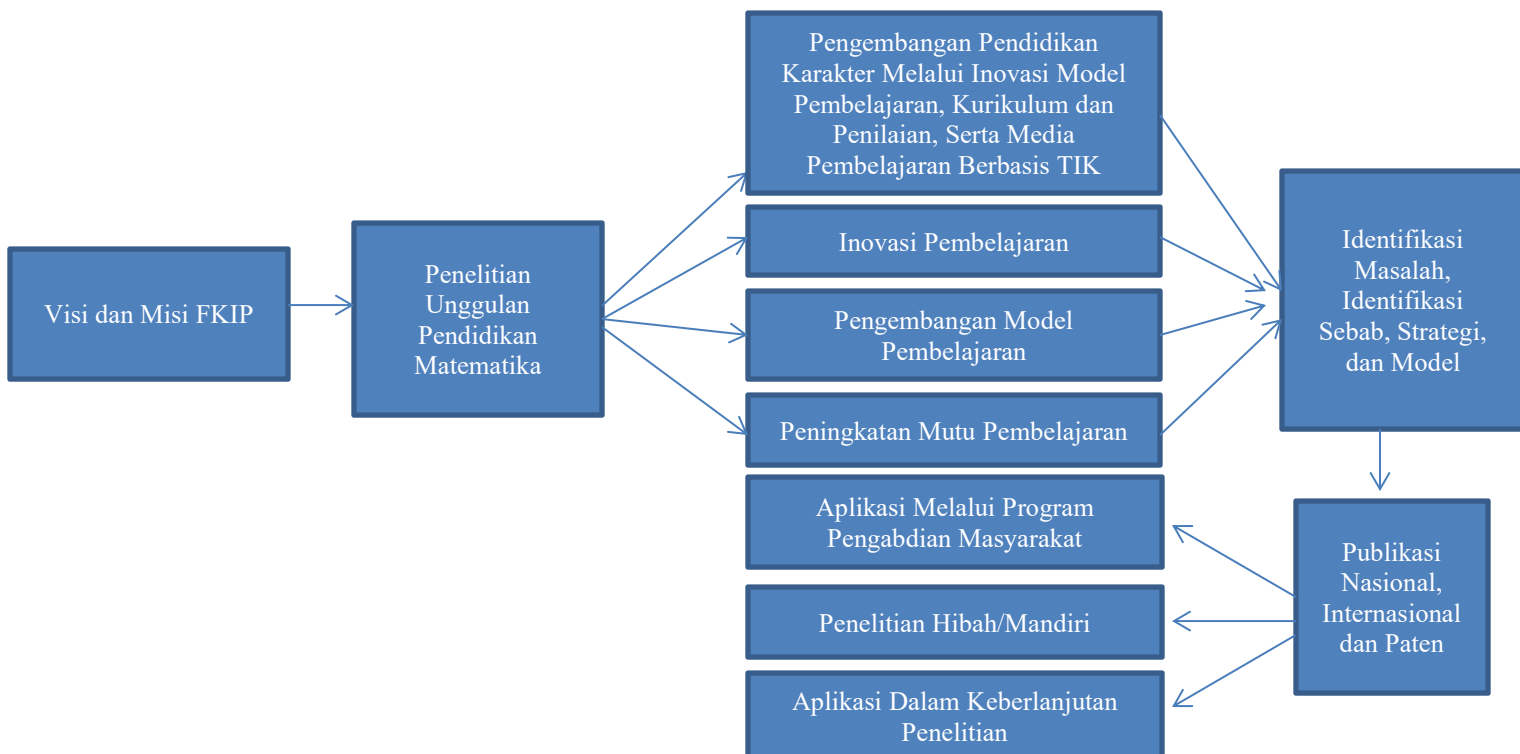 Visi dan Misi FKIP
Penelitian
Unggulan
Pendidikan
Matematika
Pengembangan Pendidikan
Karakter Melalui Inovasi Model
Pembelajaran, Kurikulum dan
Penilaian, Serta Media
Pembelajaran Berbasis TIK
Inovasi Pembelajaran
Pengembangan Model
Pembelajaran
Peningkatan Mutu Pembelajaran
Identifikasi
Masalah,
Identifikasi
Sebab, Strategi,
dan Model
Publikasi
Nasional,
Internasional
dan Paten
Aplikasi Melalui Program
Pengabdian Masyarakat
Penelitian Hibah/Mandiri
Aplikasi Dalam Keberlanjutan
Penelitian